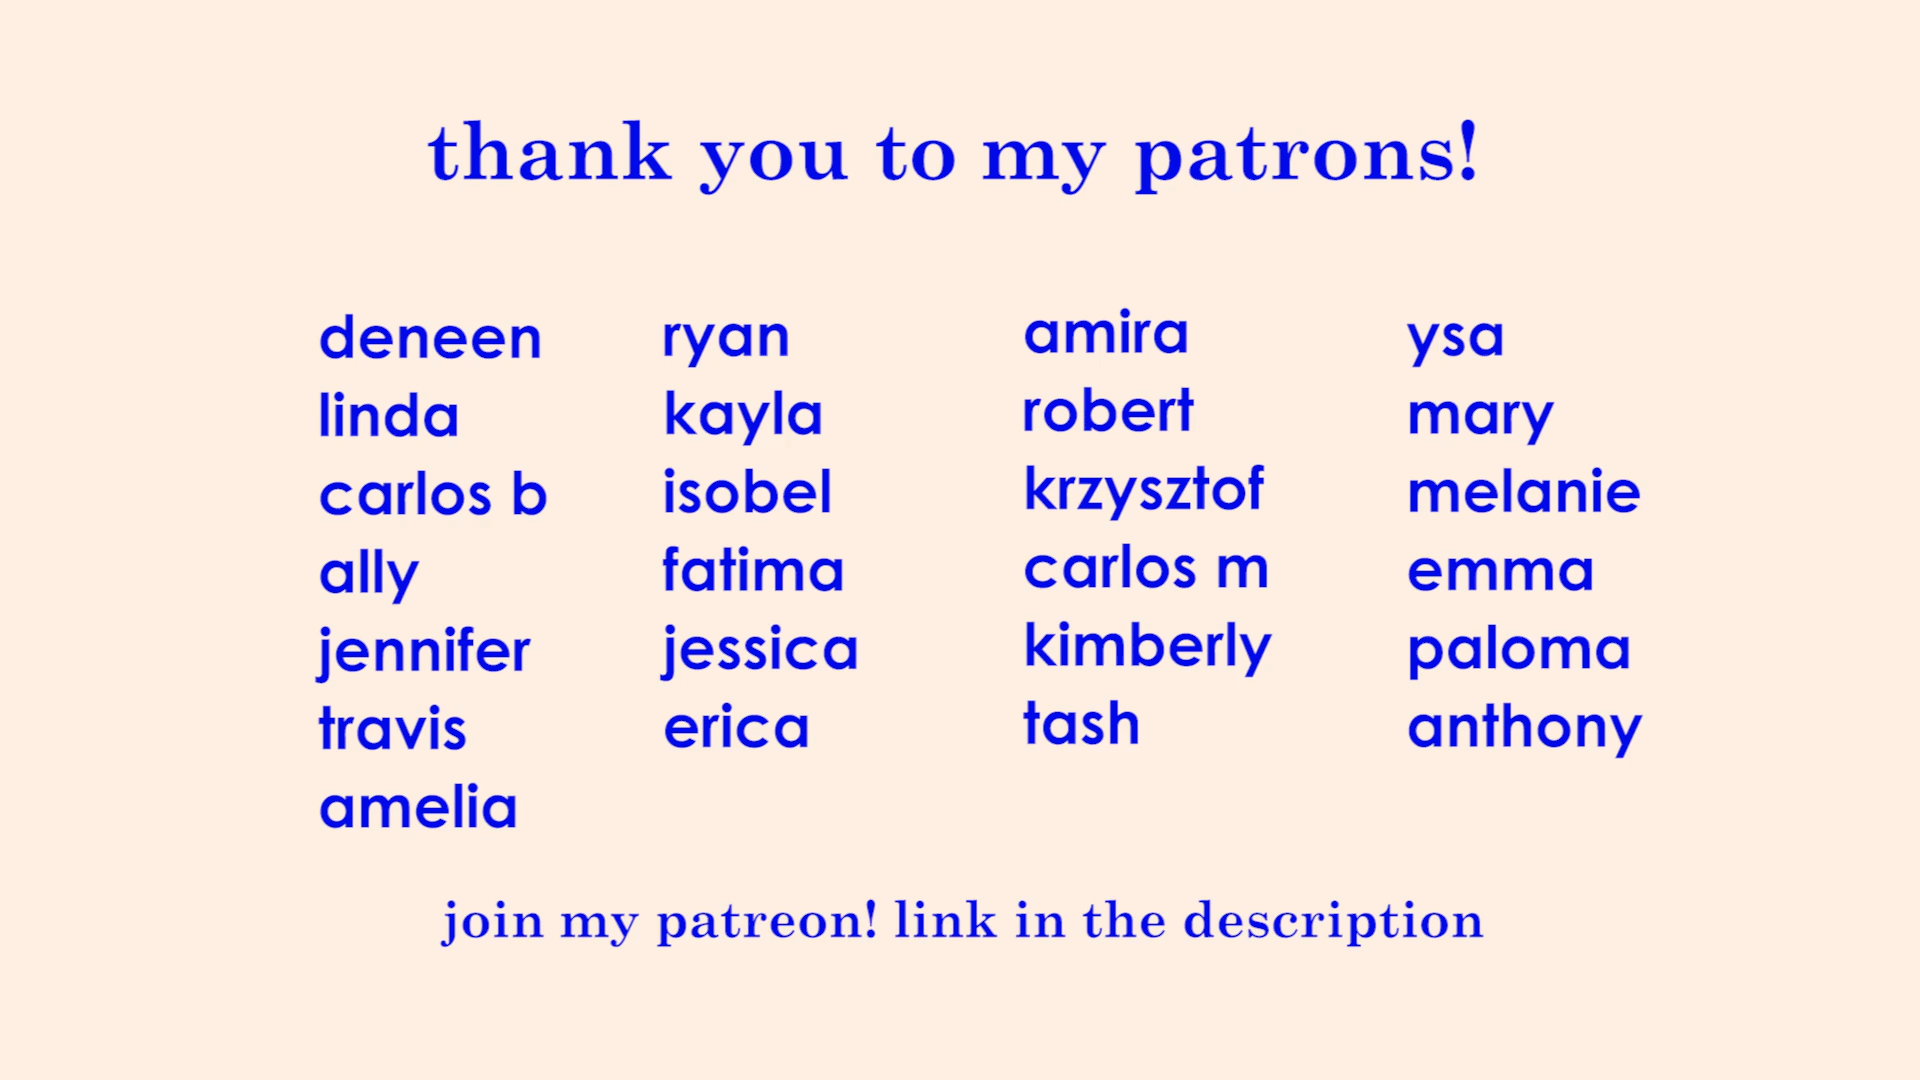 thank you to my patrons!
deneen
linda
carlos b
ally
jennifer
travis
amelia
ryan
kayla
isobel
fatima
jessica
erica
amira
robert
krzysztof
carlos m
kimberly
tash
ysa
mary
melanie
emma
paloma
anthony
join my patreon! link in the description